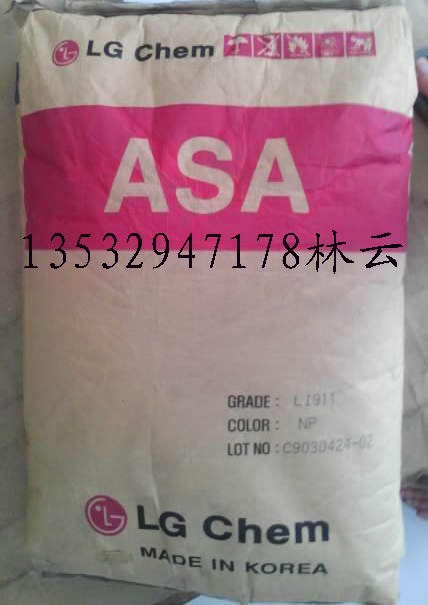 LG Chem
ASA
13532947178林云
GRADE: LI911
COLOR: NP
LOT NO: C9030424-02
LG Chem
MADE IN KOREA